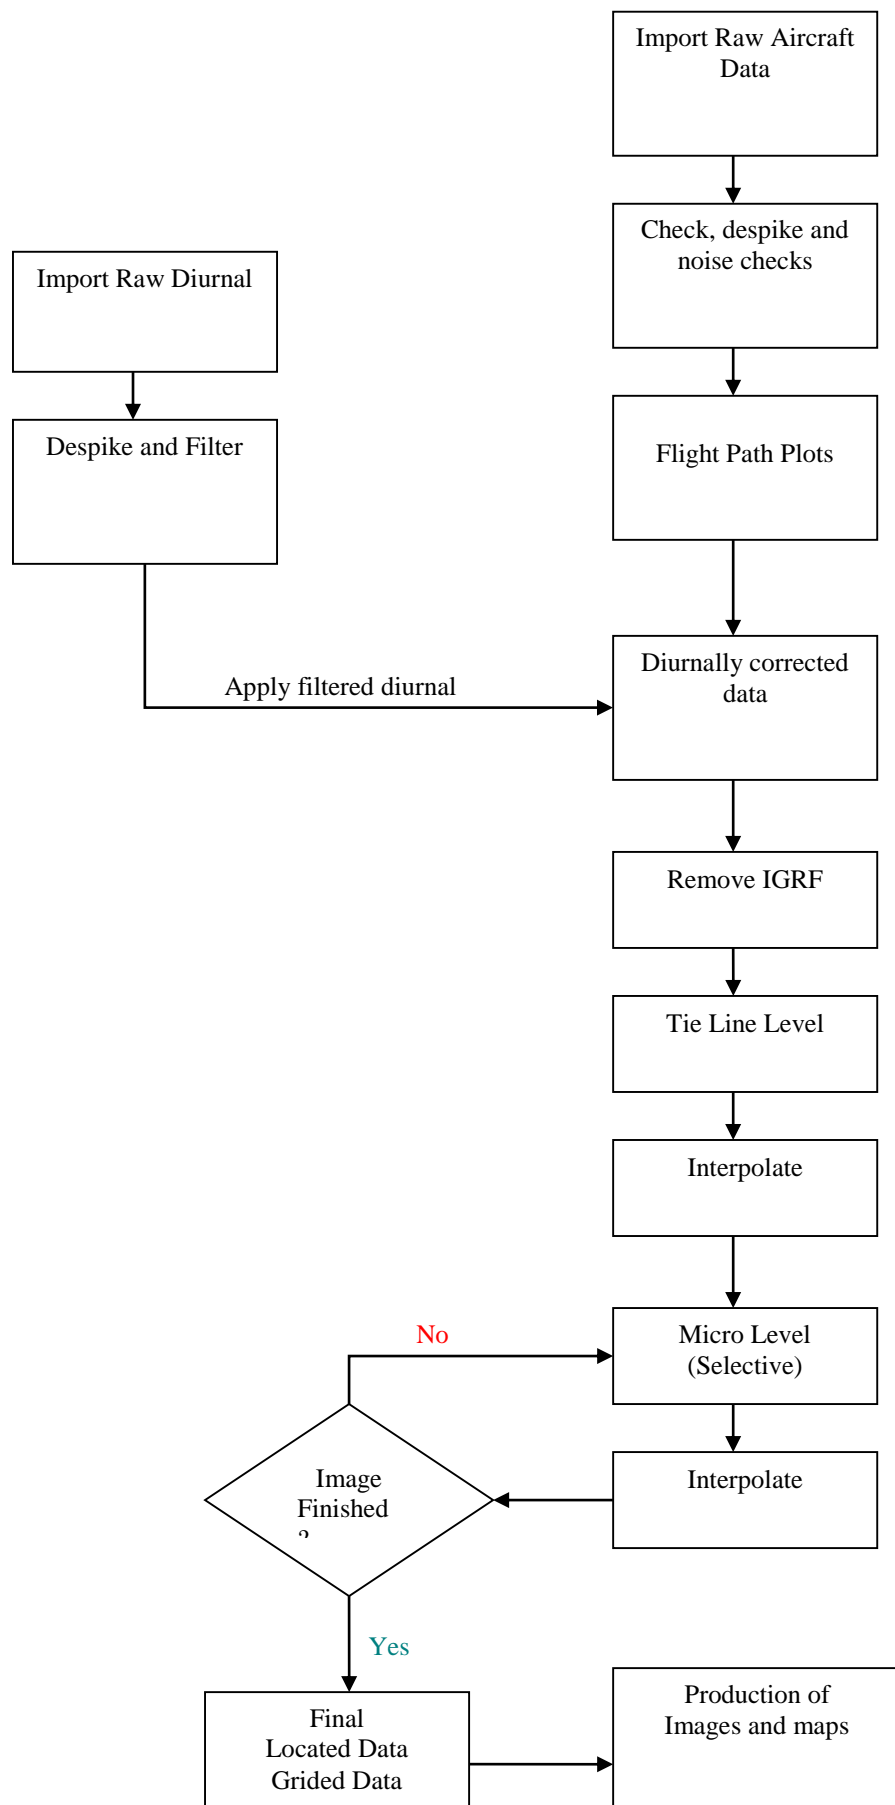 Import Raw Aircraft
Data
Check, despike and
noise checks
Import Raw Diurnal
Despike and Filter
Flight Path Plots
Apply filtered diurnal
Diurnally corrected
data
Remove IGRF
Tie Line Level
Interpolate
No
Micro Level
(Selective)
Image
Finished
?
Interpolate
Yes
Final
Located Data
Grided Data
Production of
Images and maps